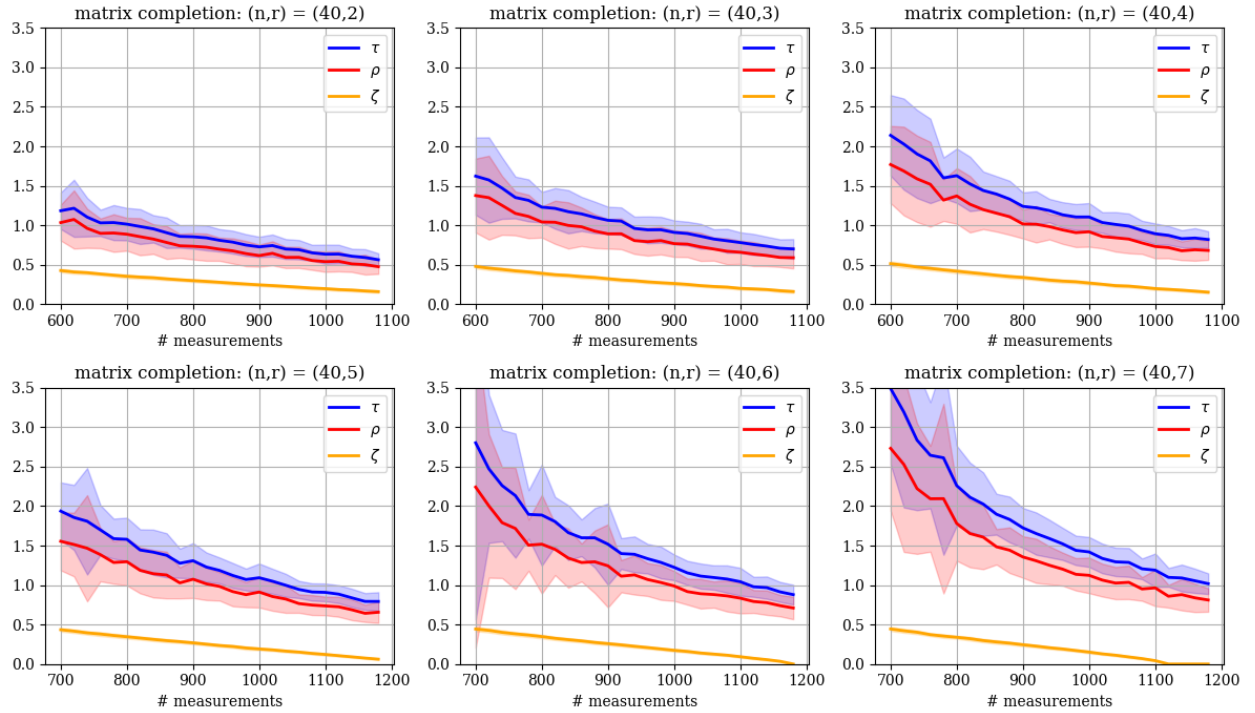 matrix completion: (n,r) = (40,2)
3.5
3.0
2.5
2.0
1.5
1.0
0.5
0.0
τ
ρ
ζ
600 700 800 900 1000 1100
# measurements
matrix completion: (n,r) = (40,3)
3.5
3.0
2.5
2.0
1.5
1.0
0.5
0.0
τ
ρ
ζ
600 700 800 900 1000 1100
# measurements
matrix completion: (n,r) = (40,4)
3.5
3.0
2.5
2.0
1.5
1.0
0.5
0.0
τ
ρ
ζ
600 700 800 900 1000 1100 1200
# measurements
matrix completion: (n,r) = (40,5)
3.5
3.0
2.5
2.0
1.5
1.0
0.5
0.0
τ
ρ
ζ
700 800 900 1000 1100 1200
# measurements
matrix completion: (n,r) = (40,6)
3.5
3.0
2.5
2.0
1.5
1.0
0.5
0.0
τ
ρ
ζ
700 800 900 1000 1100 1200
# measurements
matrix completion: (n,r) = (40,7)
3.5
3.0
2.5
2.0
1.5
1.0
0.5
0.0
τ
ρ
ζ
700 800 900 1000 1100 1200
# measurements